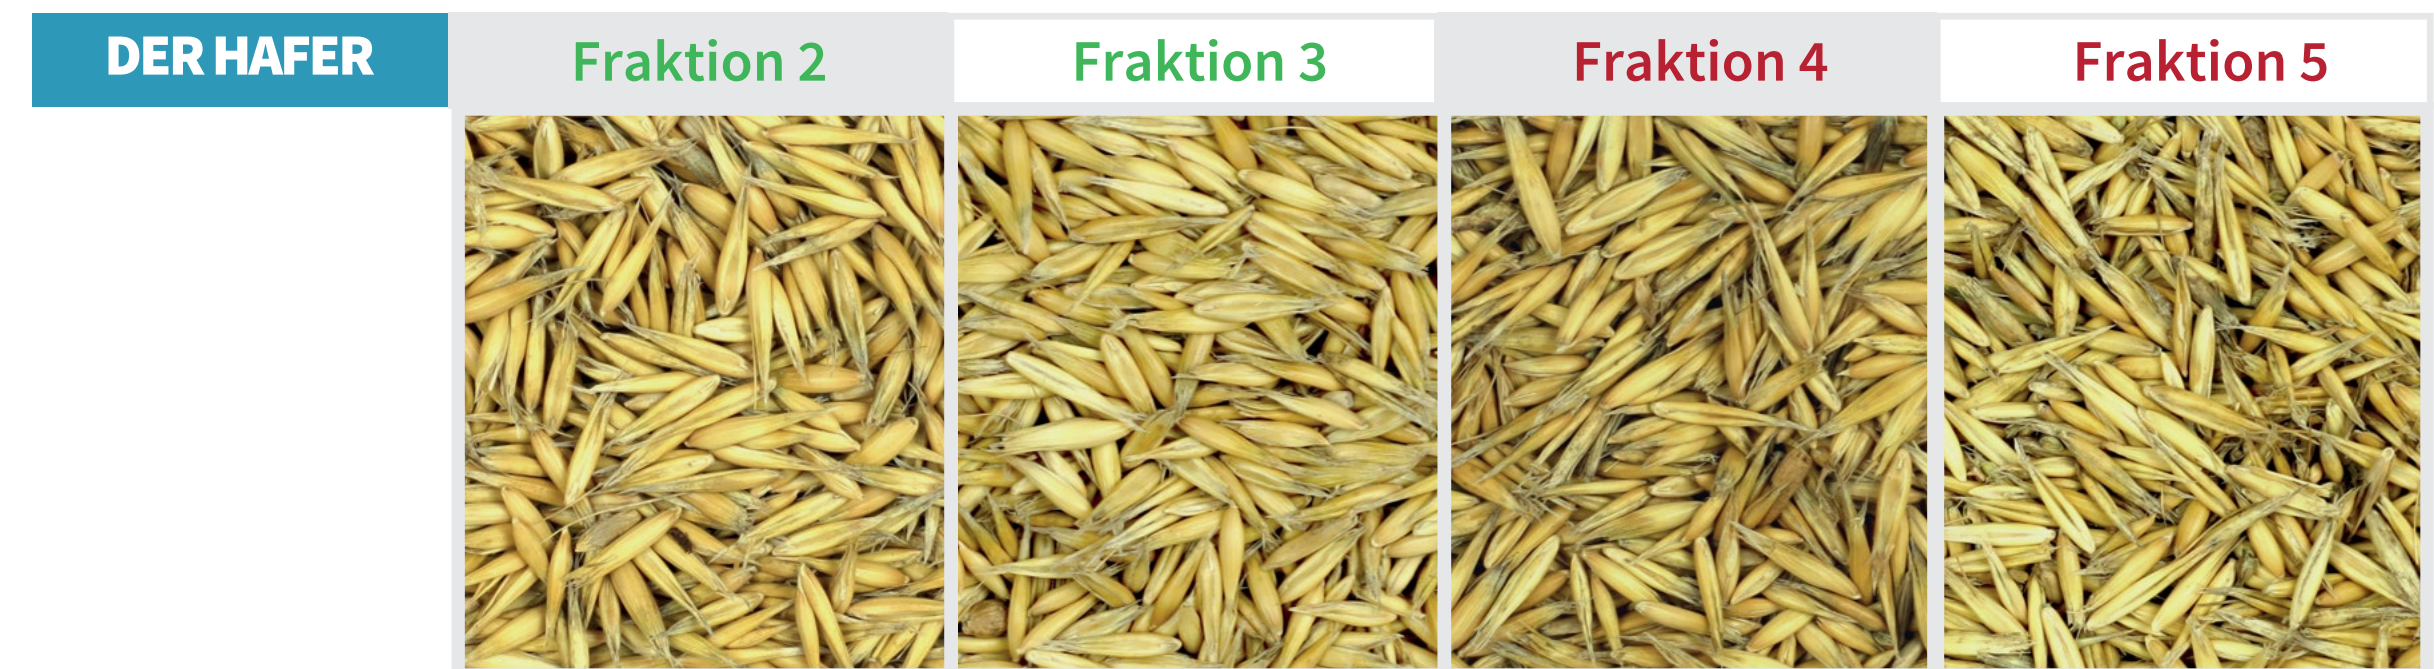 DER HAFER
Fraktion 2
Fraktion 3
Fraktion 4
Fraktion 5